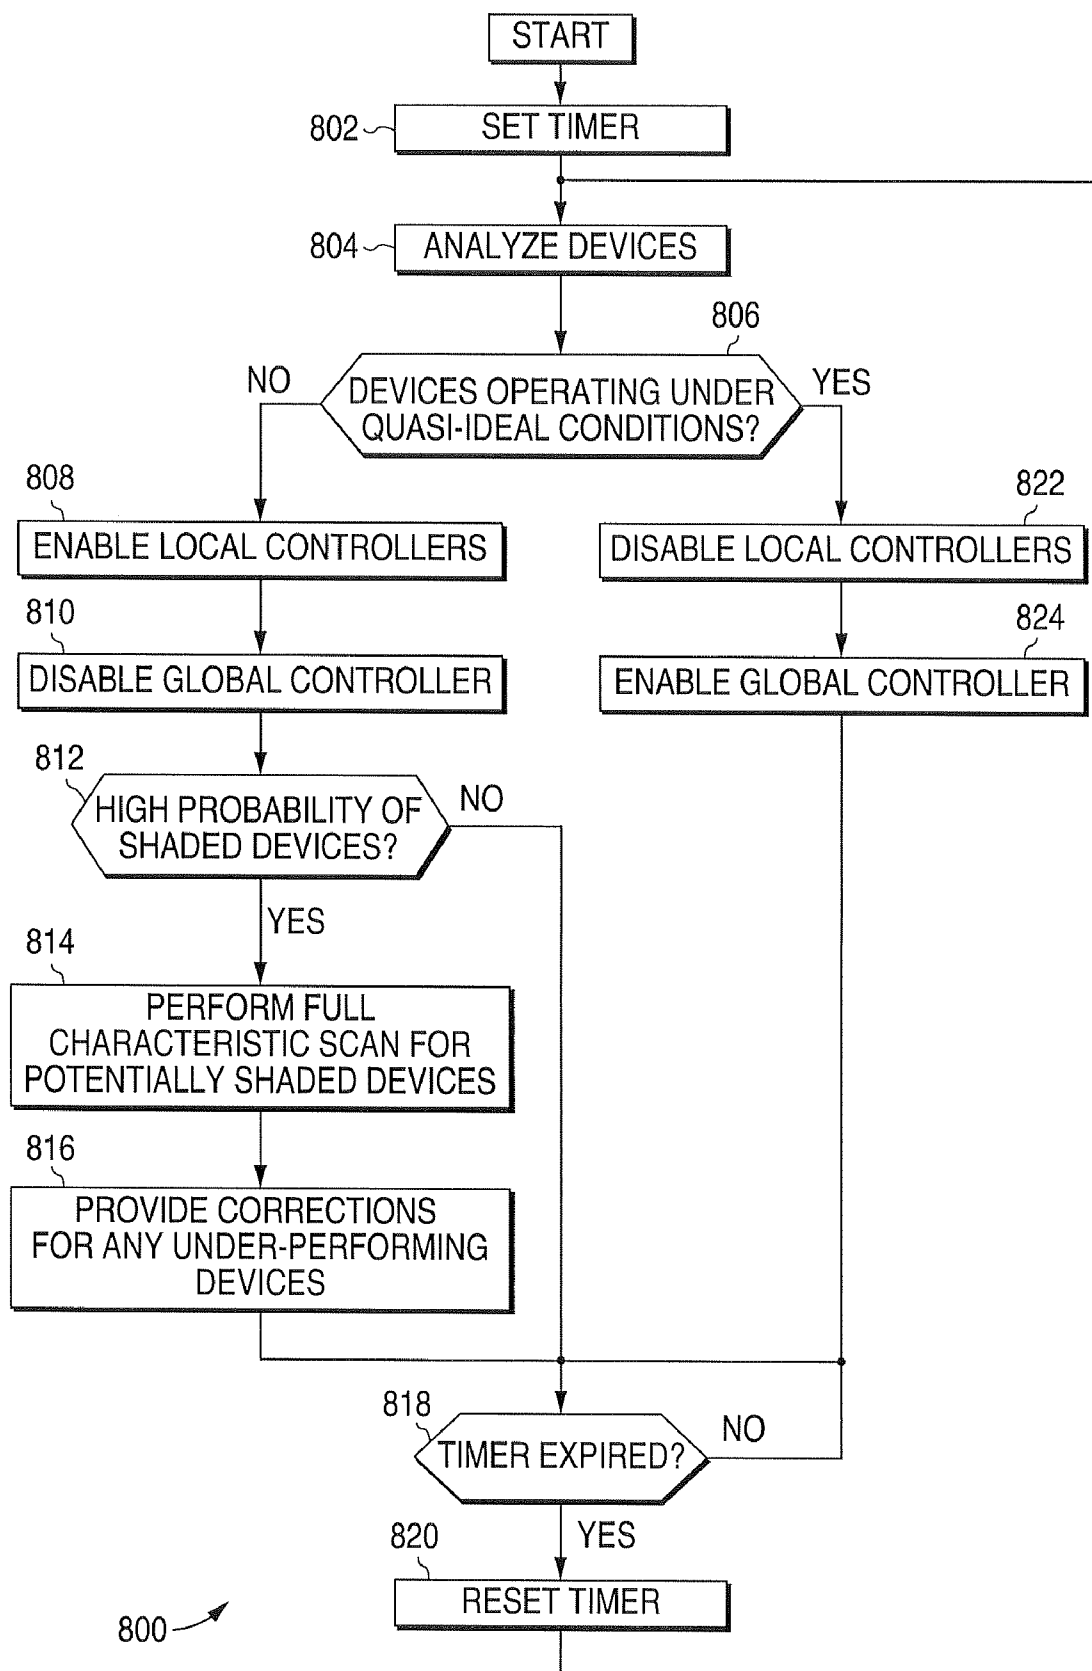 START
802
SET TIMER
804
ANALYZE DEVICES
806
NO
DEVICES OPERATING UNDER
QUASI-IDEAL CONDITIONS?
YES
808
ENABLE LOCAL CONTROLLERS
822
DISABLE LOCAL CONTROLLERS
810
DISABLE GLOBAL CONTROLLER
824
ENABLE GLOBAL CONTROLLER
812
HIGH PROBABILITY OF
SHADED DEVICES?
NO
YES
814
PERFORM FULL
CHARACTERISTIC SCAN FOR
POTENTIALLY SHADED DEVICES
816
PROVIDE CORRECTIONS
FOR ANY UNDER-PERFORMING
DEVICES
818
TIMER EXPIRED?
NO
YES
820
RESET TIMER
800